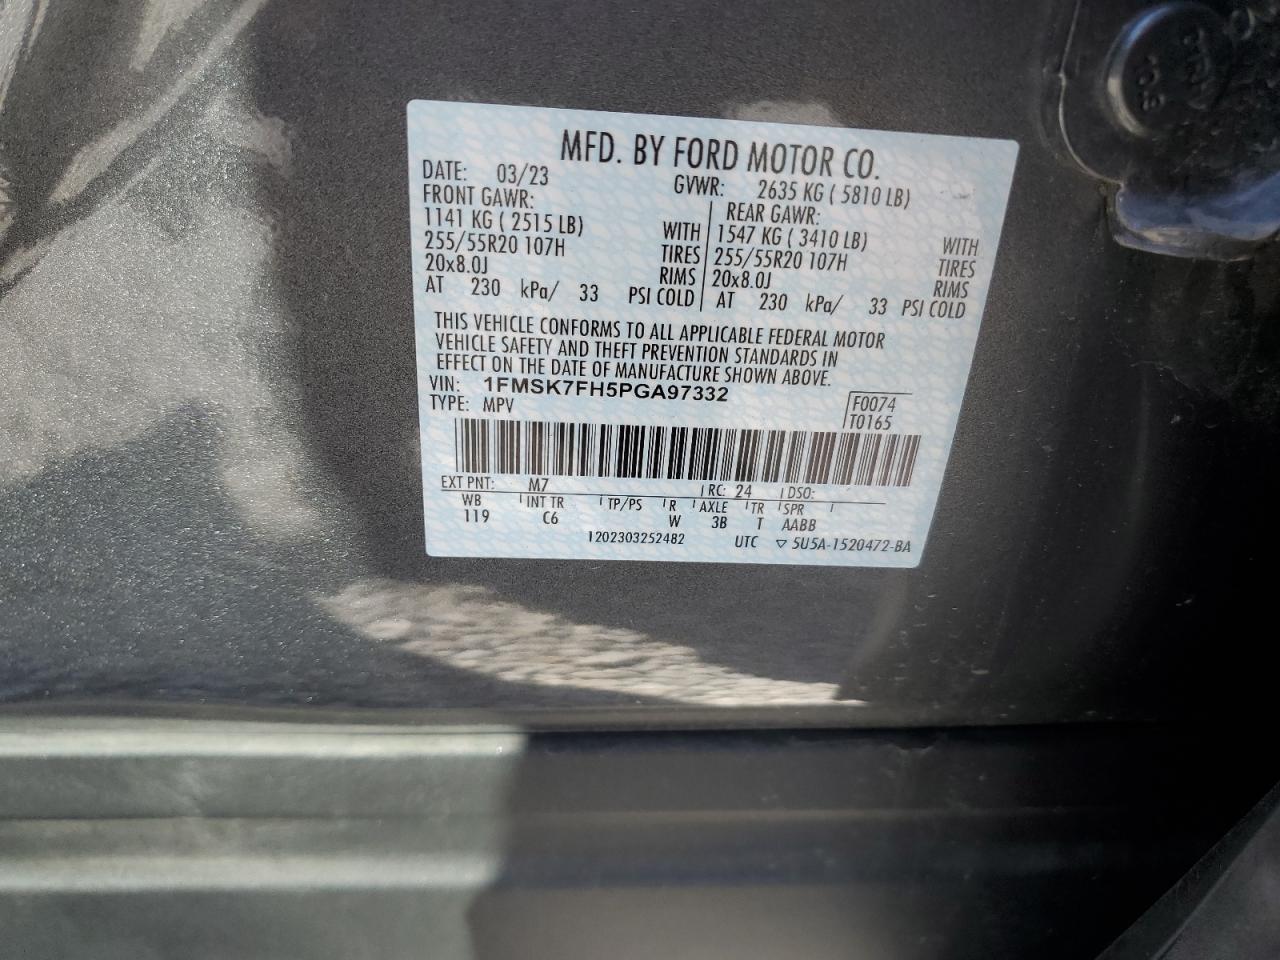 MFD. BY FORD MOTOR CO.
DATE: 03/23 GVWR: 2635 KG ( 5810 LB)
FRONT GAWR: REAR GAWR:
1141 KG ( 2515 LB) WITH 1547 KG ( 3410 LB) WITH
255/55R20 107H TIRES 255/55R20 107H TIRES
20x8.0J RIMS 20x8.0J RIMS
AT 230 kPa/ 33 PSI COLD AT 230 kPa/ 33 PSI COLD
THIS VEHICLE CONFORMS TO ALL APPLICABLE FEDERAL MOTOR
VEHICLE SAFETY AND THEFT PREVENTION STANDARDS IN
EFFECT ON THE DATE OF MANUFACTURE SHOWN ABOVE.
VIN: 1FMSK7FH5PGA97332
TYPE: MPV
F0074
T0165
EXT PNT: M7 RC: 24 DSO:
WB INT TR TP/PS R AXLE TR SPR
119 C6 W 3B T AABB
1202303252482 UTC ▽ 5U5A-1520472-BA